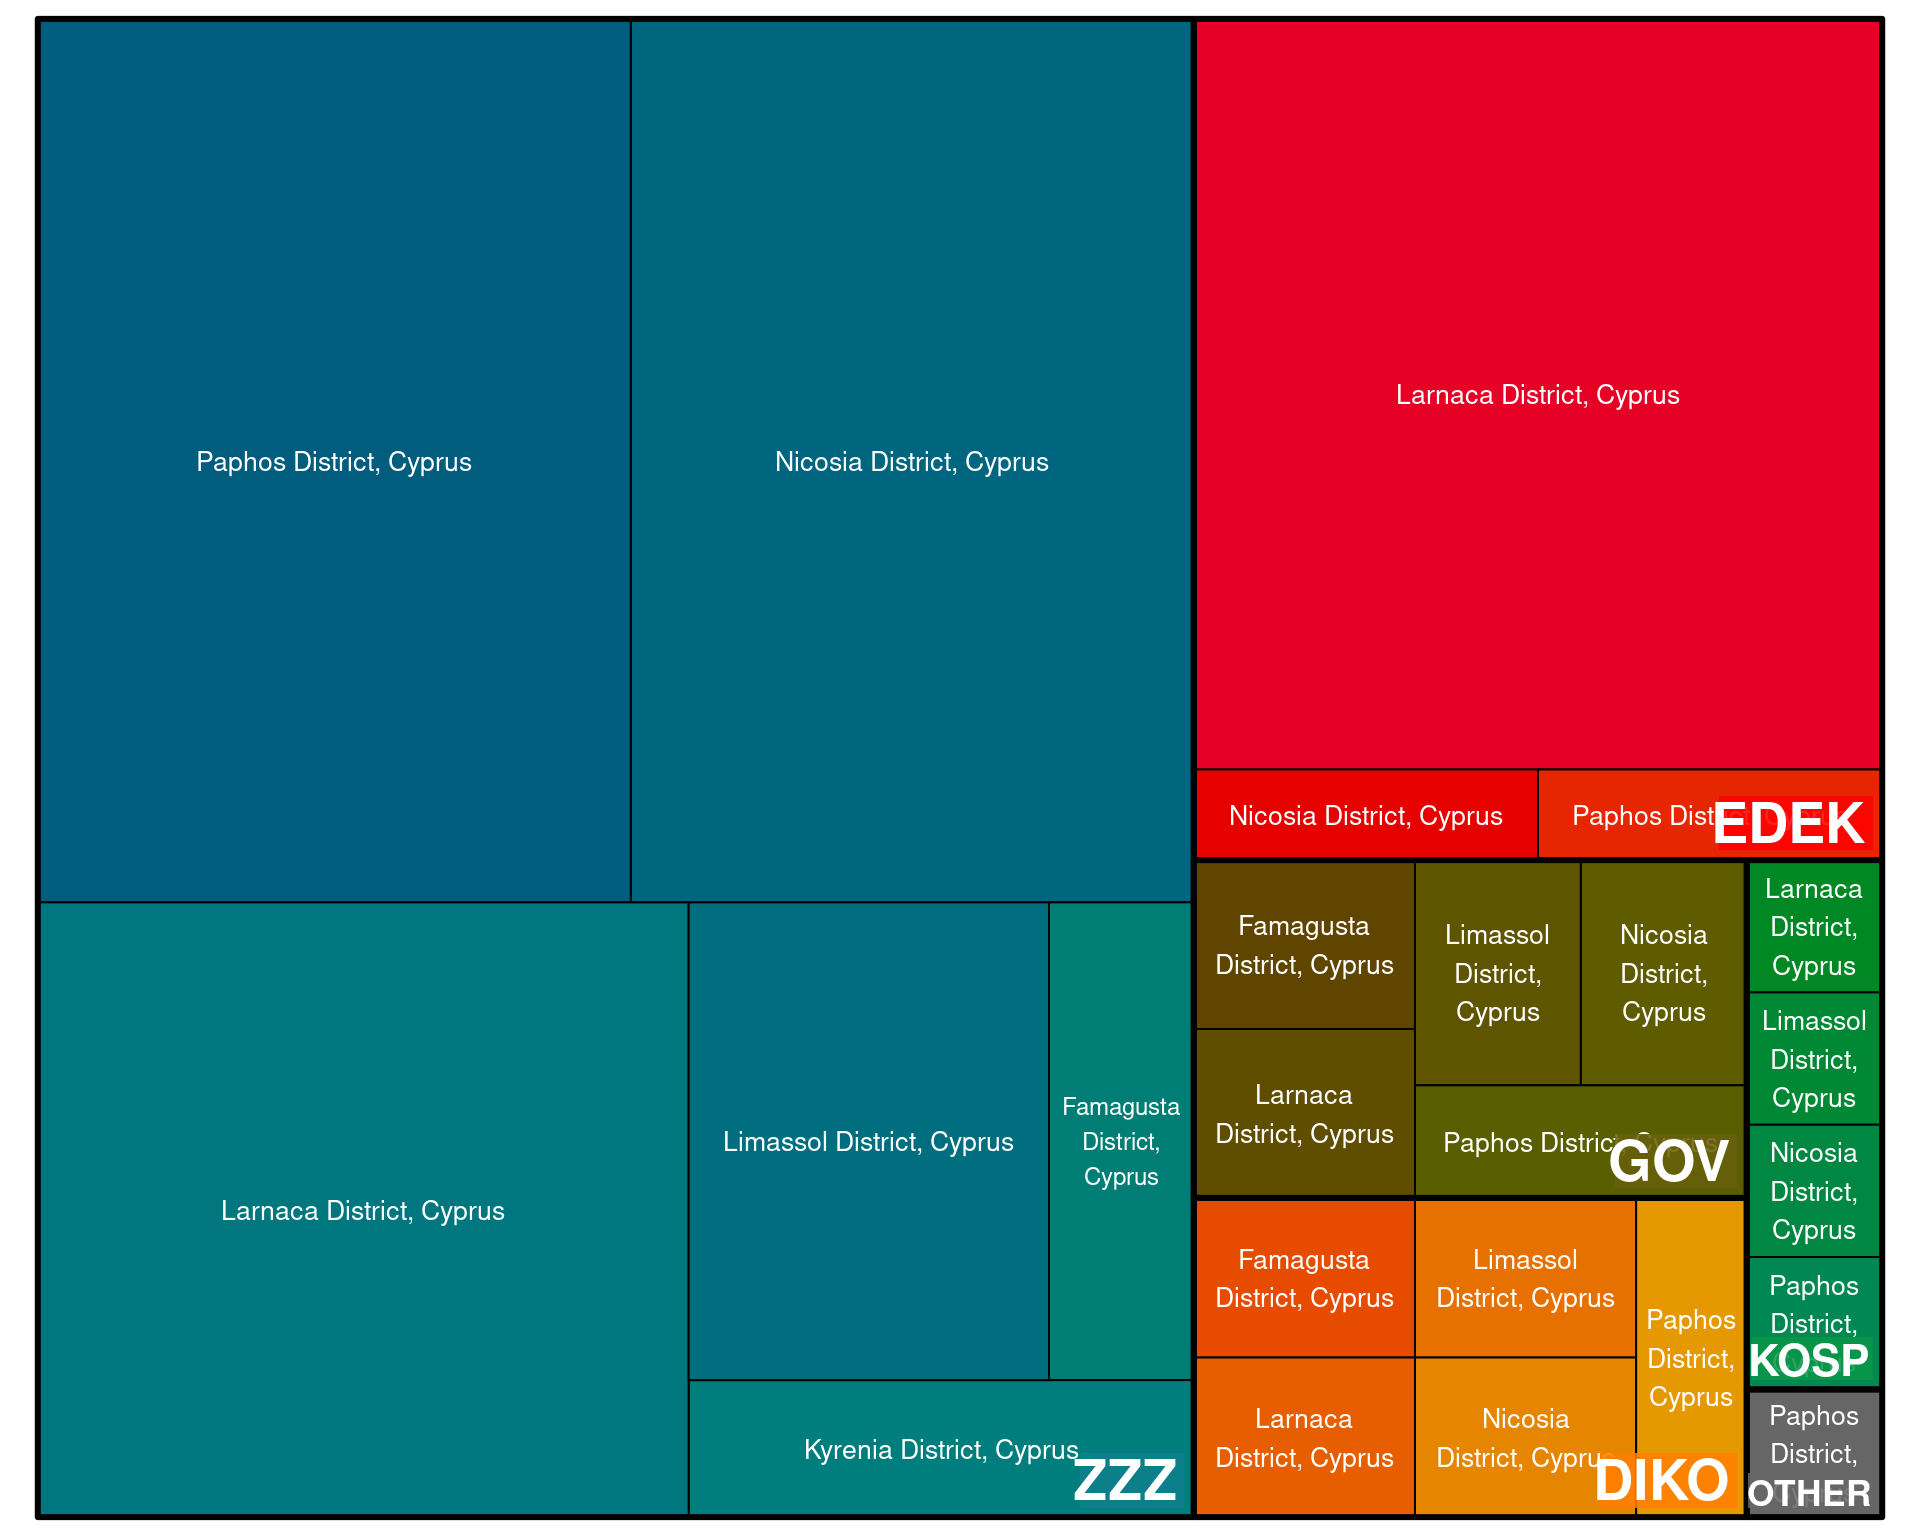 Paphos District, Cyprus
Nicosia District, Cyprus
Larnaca District, Cyprus
Limassol District, Cyprus
Famagusta
District,
Cyprus
Kyrenia District, Cyprus
ZZZ
Larnaca District, Cyprus
Nicosia District, Cyprus
Paphos District, Cyprus
EDEK
Famagusta
District, Cyprus
Larnaca
District, Cyprus
Limassol
District,
Cyprus
Nicosia
District,
Cyprus
Paphos District, Cyprus
GOV
Famagusta
District, Cyprus
Larnaca
District, Cyprus
Limassol
District, Cyprus
Nicosia
District, Cyprus
Paphos
District,
Cyprus
DIKO
Larnaca
District,
Cyprus
Limassol
District,
Cyprus
Nicosia
District,
Cyprus
Paphos
District,
KOSP
Paphos
District,
OTHER